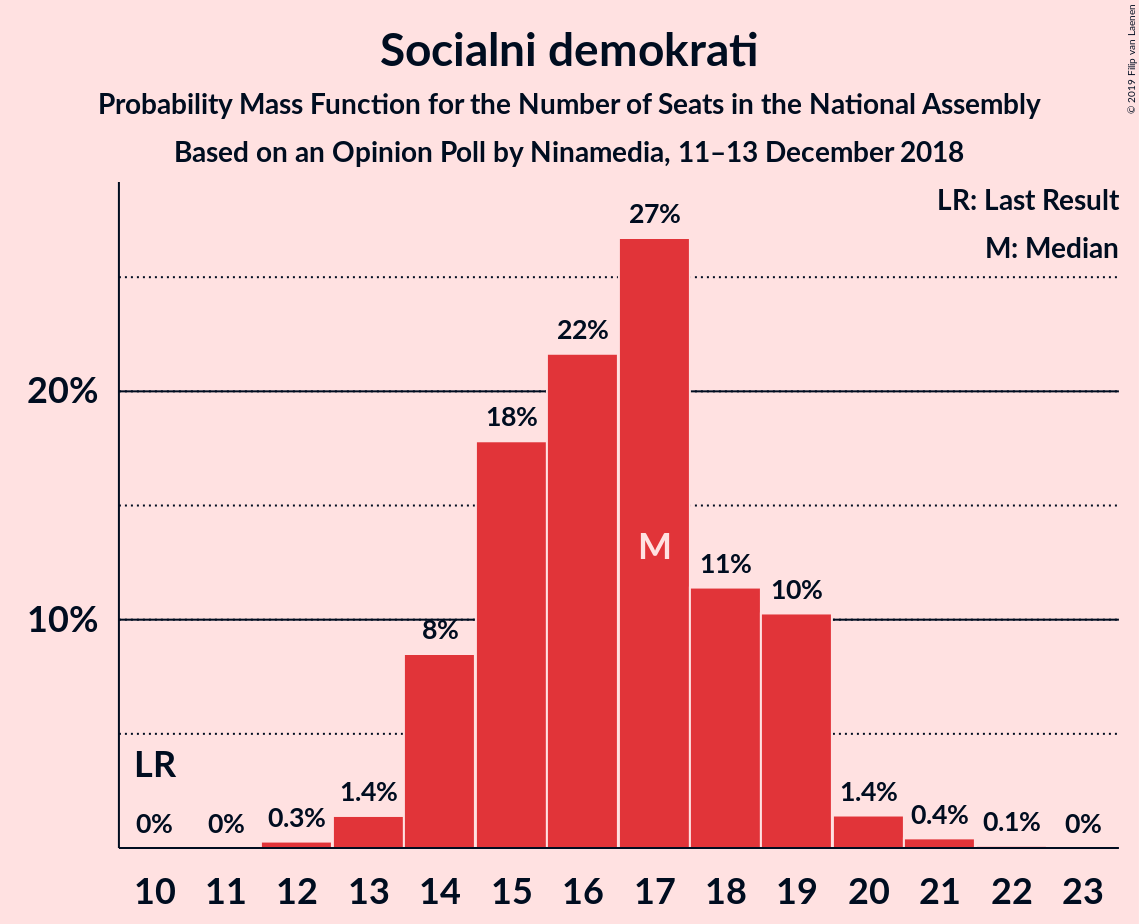 © 2019 Filip van Laenen
Socialni demokrati
Probability Mass Function for the Number of Seats in the National Assembly
Based on an Opinion Poll by Ninamedia, 11–13 December 2018
LR: Last Result
M: Median
27%
22%
20%
18%
M
11%
10%
10%
8%
LR
0%
0%
0.3%
1.4%
1.4%
0.4%
0.1%
0%
10 11 12 13 14 15 16 17 18 19 20 21 22 23